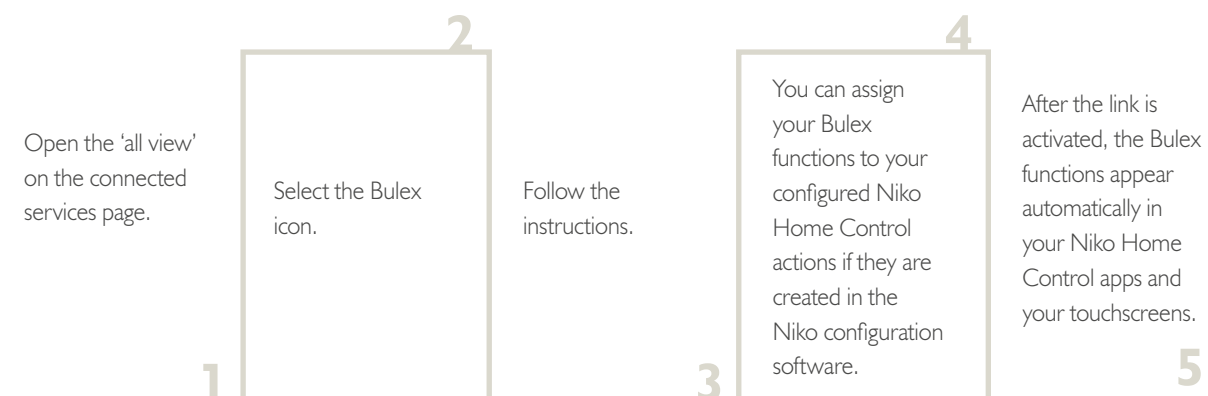 1
Open the ‘all view’
on the connected
services page.
2
Select the Bulex
icon.
3
Follow the
instructions.
4
You can assign
your Bulex
functions to your
configured Niko
Home Control
actions if they are
created in the
Niko configuration
software.
5
After the link is
activated, the Bulex
functions appear
automatically in
your Niko Home
Control apps and
your touchscreens.